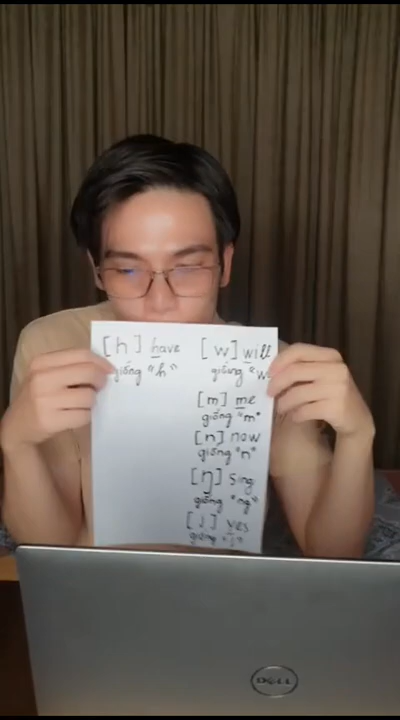 [h] have
giống "h"
[w] will
giống "w
[m] me
giống "m"
[n] now
giống "n"
[ŋ] sing
giống "ng"
[j] yes
giống
DELL